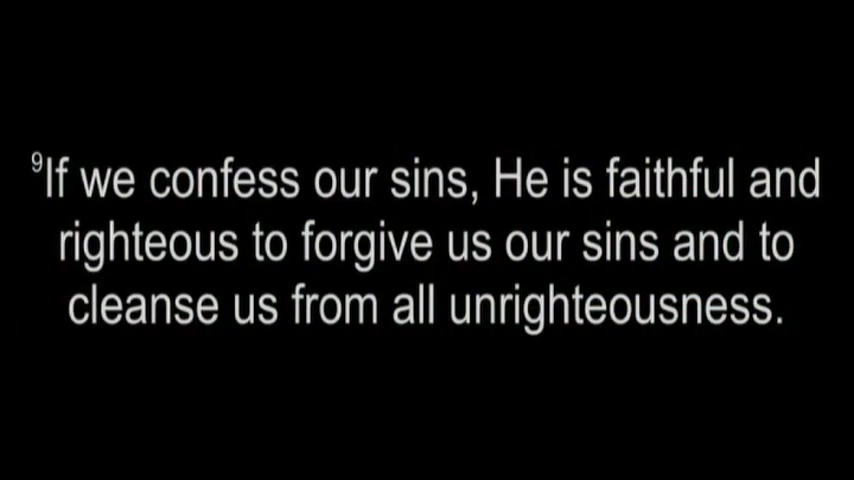 ⁹If we confess our sins, He is faithful and
righteous to forgive us our sins and to
cleanse us from all unrighteousness.